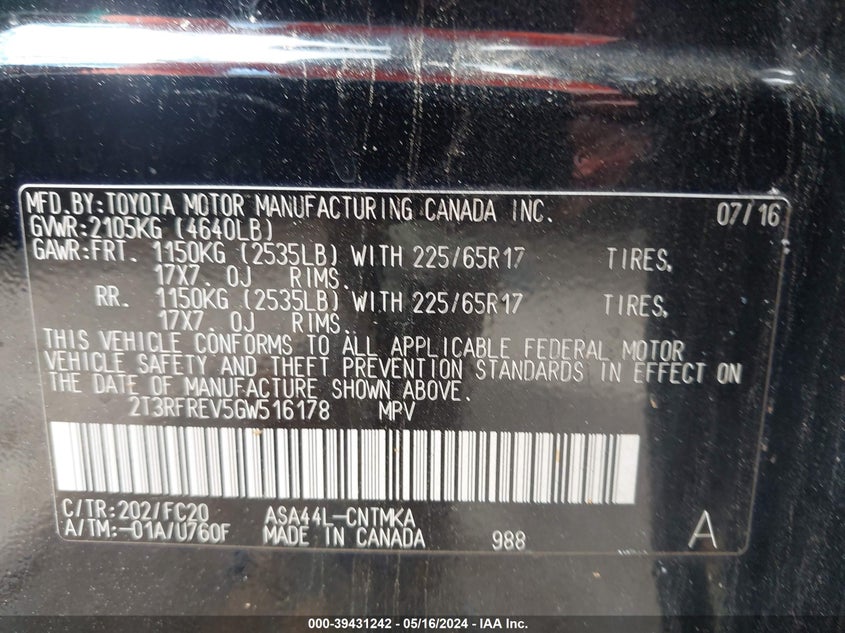 MFD.BY:TOYOTA MOTOR MANUFACTURING CANADA INC. 07/16
GVWR:2105KG (4640LB)
GAWR:FRT. 1150KG (2535LB) WITH 225/65R17 TIRES,
17X7.0J RIMS.
RR. 1150KG (2535LB) WITH 225/65R17 TIRES,
17X7.0J RIMS.
THIS VEHICLE CONFORMS TO ALL APPLICABLE FEDERAL MOTOR
VEHICLE SAFETY AND THEFT PREVENTION STANDARDS IN EFFECT ON
THE DATE OF MANUFACTURE SHOWN ABOVE.
2T3RFREV5GW516178 MPV
C/TR:202/FC20 ASA44L-CNTMKA
A/TM:-01A/U760F MADE IN CANADA 988 A
000-39431242 - 05/16/2024 - IAA Inc.